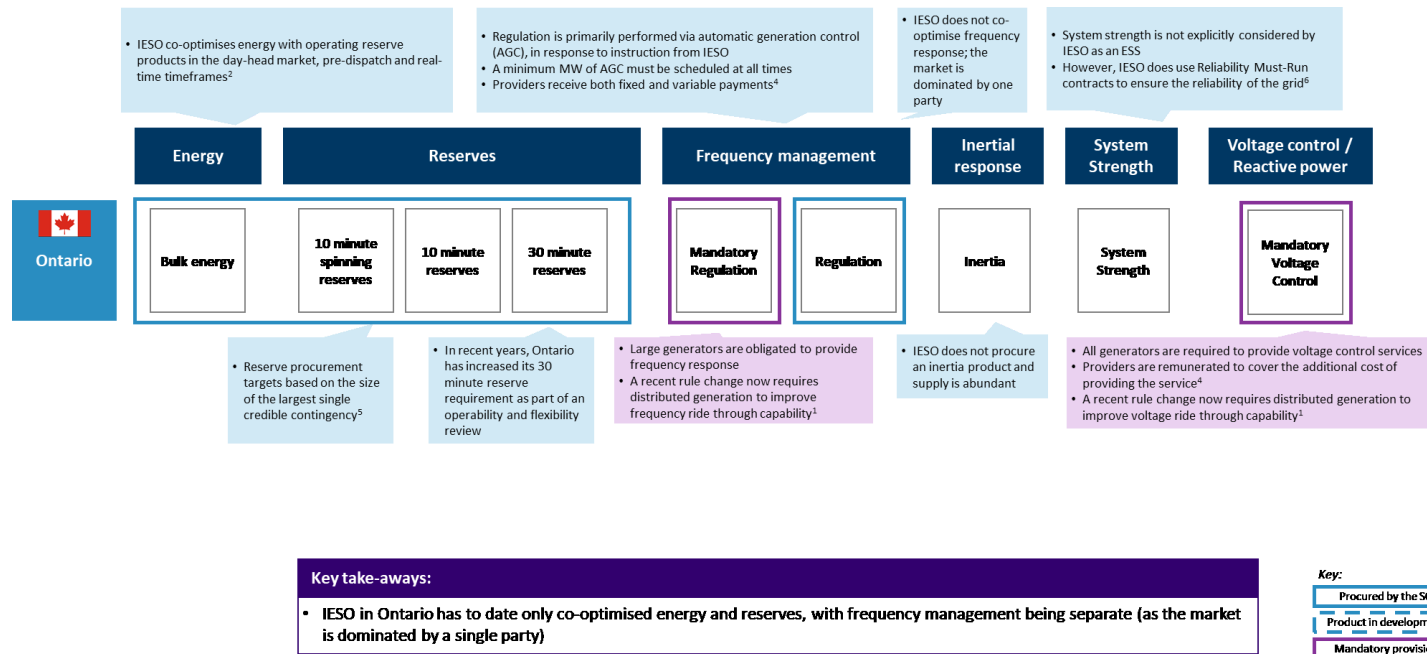 • IESO co-optimises energy with operating reserve
products in the day-head market, pre-dispatch and real-
time timeframes2
• Regulation is primarily performed via automatic generation control
(AGC), in response to instruction from IESO
• A minimum MW of AGC must be scheduled at all times
• Providers receive both fixed and variable payments4
• IESO does not co-
optimise frequency
response; the
market is
dominated by one
party
• System strength is not explicitly considered by
IESO as an ESS
• However, IESO does use Reliability Must-Run
contracts to ensure the reliability of the grid6
Energy
Reserves
Frequency management
Inertial
response
System
Strength
Voltage control /
Reactive power
Ontario
Bulk energy
10 minute
spinning
reserves
10 minute
reserves
30 minute
reserves
Mandatory
Regulation
Regulation
Inertia
System
Strength
Mandatory
Voltage
Control
• Reserve procurement
targets based on the size
of the largest single
credible contingency5
• In recent years, Ontario
has increased its 30
minute reserve
requirement as part of an
operability and flexibility
review
• Large generators are obligated to provide
frequency response
• A recent rule change now requires
distributed generation to improve
frequency ride through capability1
• IESO does not procure
an inertia product and
supply is abundant
• All generators are required to provide voltage control services
• Providers are remunerated to cover the additional cost of
providing the service4
• A recent rule change now requires distributed generation to
improve voltage ride through capability1
Key take-aways:
• IESO in Ontario has to date only co-optimised energy and reserves, with frequency management being separate (as the market
is dominated by a single party)
Key:
Procured by the
Product in
Mandatory